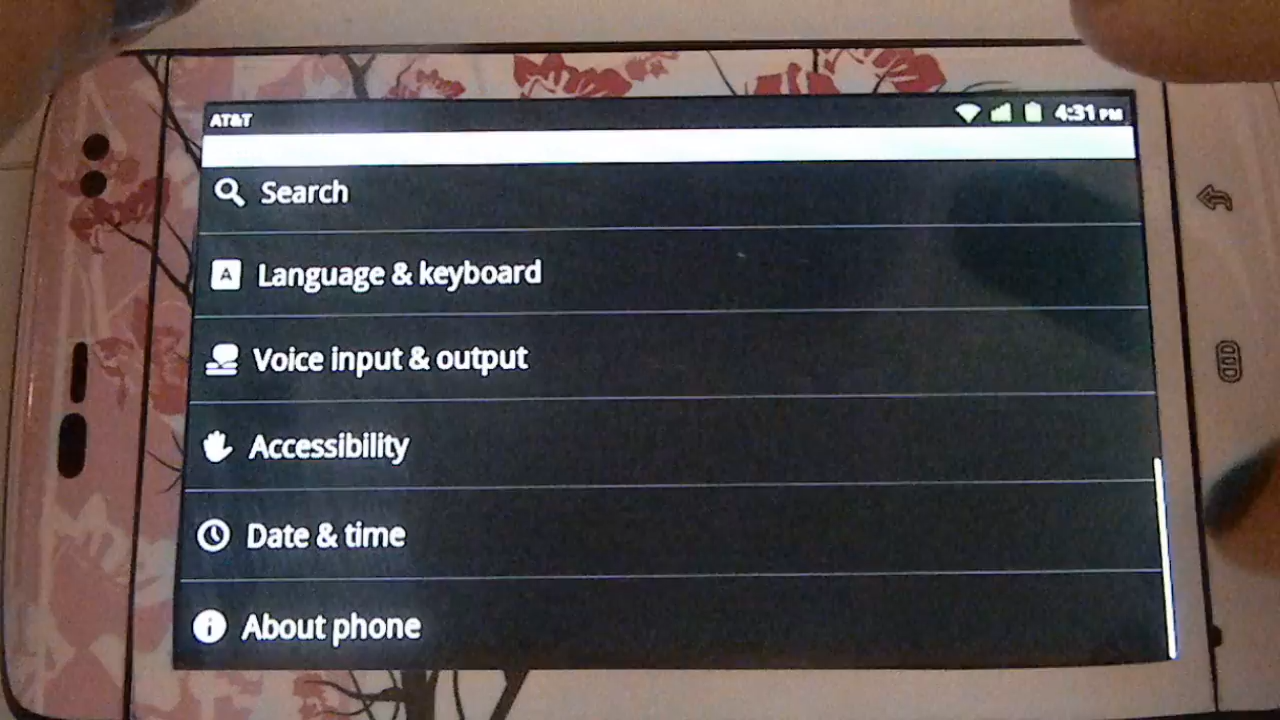 AT&T 4:31 PM
Search
A Language & keyboard
Voice input & output
Accessibility
Date & time
About phone